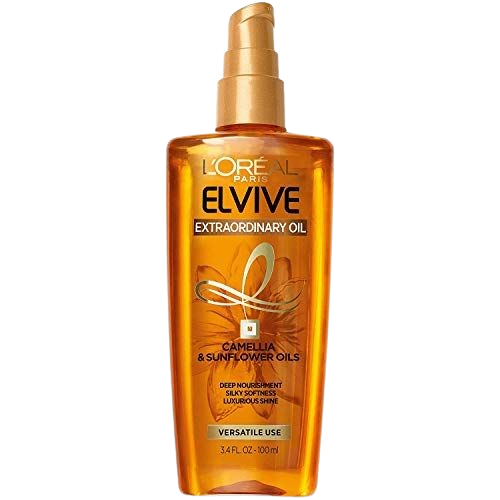 L'ORÉAL
PARIS
ELVIVE
EXTRAORDINARY OIL
CAMELLIA
& SUNFLOWER OILS
DEEP NOURISHMENT
SILKY SOFTNESS
LUXURIOUS SHINE
VERSATILE USE
3.4 FL. OZ - 100 ml